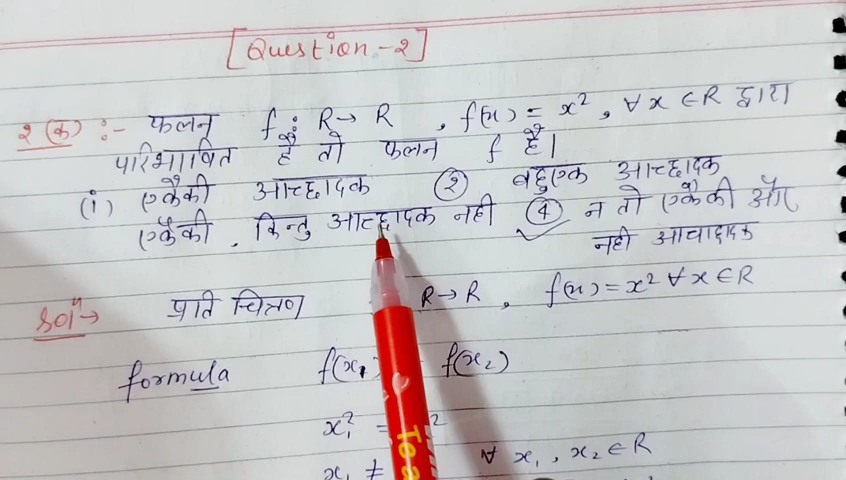 [Question-2]
2 (क) :- फलन f : R→ R , f(x) = x², ∀ x ∈ R द्वारा
परिभाषित है तो फलन f है।
(i) एकैकी आच्छादक (2) बहुएक आच्छादक
एकैकी , किन्तु आच्छादक नही (4) न तो एकैकी और
नही आचादक
Solⁿ→ प्रति चित्रण R→R , f(x) = x² ∀ x ∈ R
formula f(x₁) f(x₂)
x₁² = ²
x₁ ≠ ∀ x₁ , x₂ ∈ R